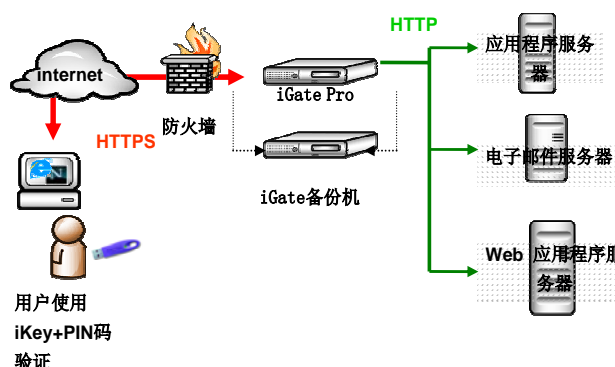 HTTP
internet
应用程序服务
器
iGate Pro
防火墙
HTTPS
电子邮件服务器
iGate备份机
Web 应用程序服
务器
用户使用
iKey+PIN码
验证